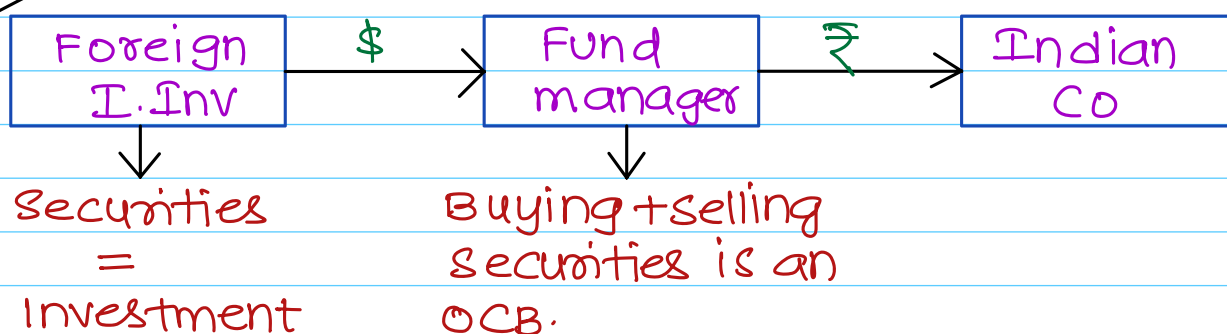 Foreign $ Fund ₹ Indian
I.Inv manager CO
Securities Buying+selling
= securities is an
Investment OCB.